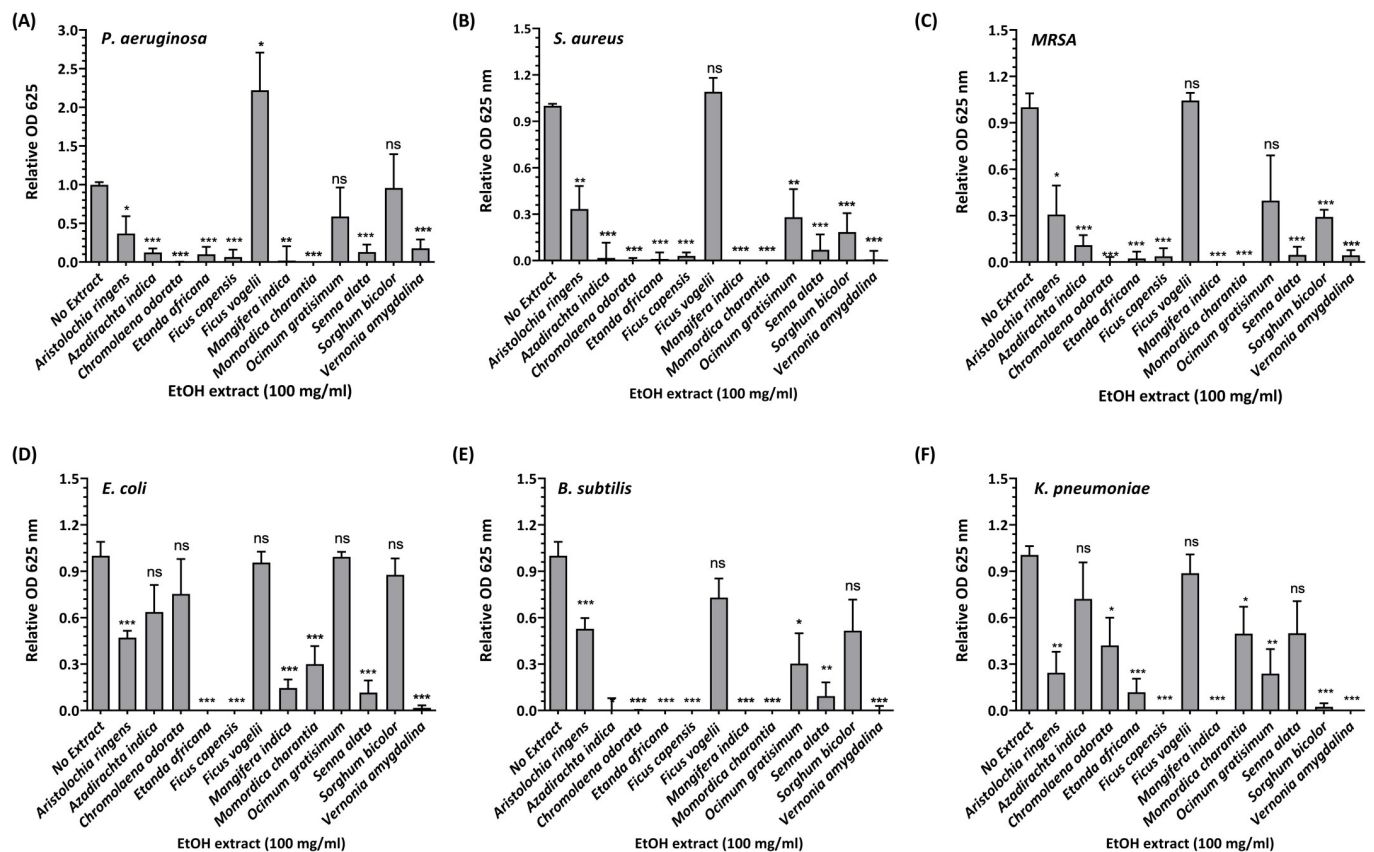 (A)
P. aeruginosa
Relative OD 625
3.0
2.5
2.0
1.5
1.0
0.5
0.0
*
***
***
***
***
*
**
***
ns
***
ns
***
No Extract
Aristolochia ringens
Azadirachta indica
Chromolaena odorata
Etanda africana
Ficus capensis
Ficus vogelii
Mangifera indica
Momordica charantia
Ocimum gratisimum
Senna alata
Sorghum bicolor
Vernonia amygdalina
EtOH extract (100 mg/ml)
(B)
S. aureus
Relative OD 625 nm
1.5
1.2
0.9
0.6
0.3
0.0
**
***
***
***
***
ns
***
***
**
***
***
***
No Extract
Aristolochia ringens
Azadirachta indica
Chromolaena odorata
Etanda africana
Ficus capensis
Ficus vogelii
Mangifera indica
Momordica charantia
Ocimum gratisimum
Senna alata
Sorghum bicolor
Vernonia amygdalina
EtOH extract (100 mg/ml)
(C)
MRSA
Relative OD 625 nm
1.5
1.2
0.9
0.6
0.3
0.0
*
***
***
***
***
ns
***
***
ns
***
***
***
No Extract
Aristolochia ringens
Azadirachta indica
Chromolaena odorata
Etanda africana
Ficus capensis
Ficus vogelii
Mangifera indica
Momordica charantia
Ocimum gratisimum
Senna alata
Sorghum bicolor
Vernonia amygdalina
EtOH extract (100 mg/ml)
(D)
E. coli
Relative OD 625 nm
1.5
1.2
0.9
0.6
0.3
0.0
***
ns
ns
***
***
ns
***
***
ns
***
ns
***
No Extract
Aristolochia ringens
Azadirachta indica
Chromolaena odorata
Etanda africana
Ficus capensis
Ficus vogelii
Mangifera indica
Momordica charantia
Ocimum gratisimum
Senna alata
Sorghum bicolor
Vernonia amygdalina
EtOH extract (100 mg/ml)
(E)
B. subtilis
Relative OD 625 nm
1.5
1.2
0.9
0.6
0.3
0.0
***
***
***
***
ns
***
***
*
**
ns
***
No Extract
Aristolochia ringens
Azadirachta indica
Chromolaena odorata
Etanda africana
Ficus capensis
Ficus vogelii
Mangifera indica
Momordica charantia
Ocimum gratisimum
Senna alata
Sorghum bicolor
Vernonia amygdalina
EtOH extract (100 mg/ml)
(F)
K. pneumoniae
Relative OD 625 nm
1.5
1.2
0.9
0.6
0.3
0.0
**
ns
*
***
***
ns
***
*
**
ns
***
***
No Extract
Aristolochia ringens
Azadirachta indica
Chromolaena odorata
Etanda africana
Ficus capensis
Ficus vogelii
Mangifera indica
Momordica charantia
Ocimum gratisimum
Senna alata
Sorghum bicolor
Vernonia amygdalina
EtOH extract (100 mg/ml)